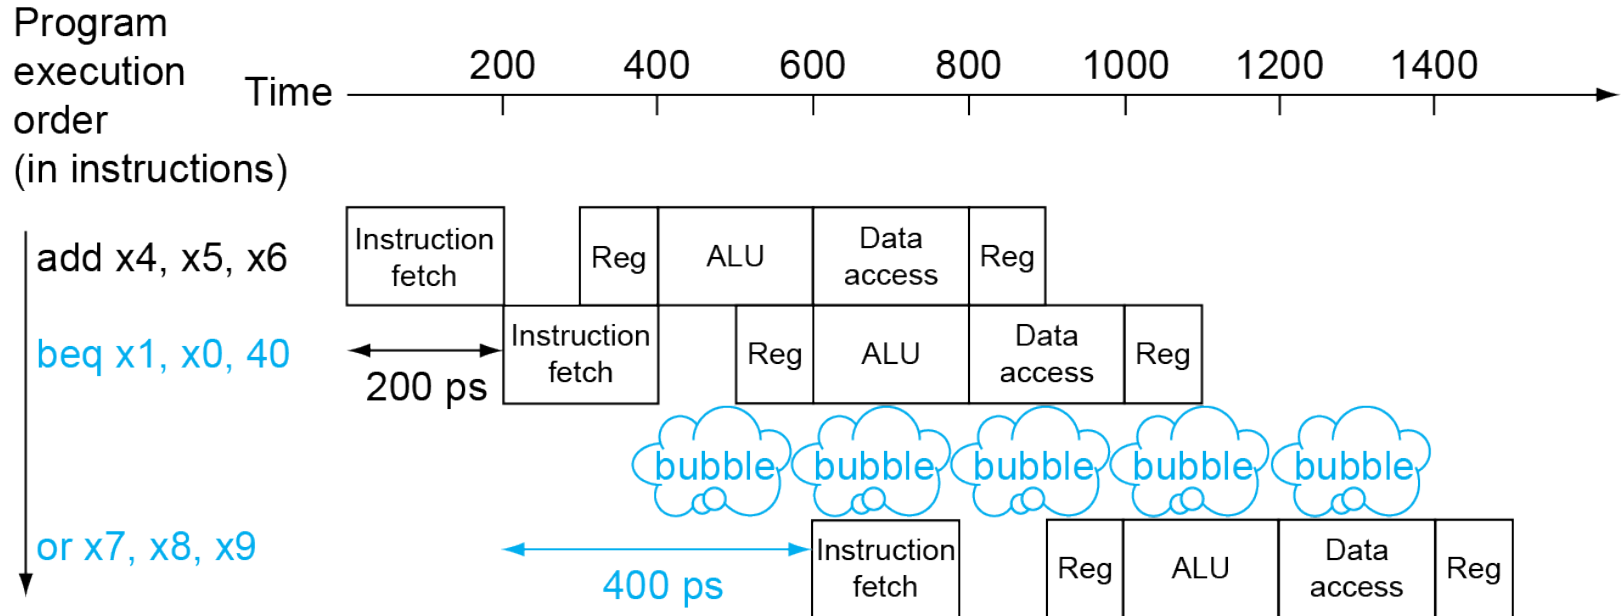 Program
execution
order
(in instructions)
Time
200 400 600 800 1000 1200 1400
add x4, x5, x6
Instruction
fetch
Reg
ALU
Data
access
Reg
beq x1, x0, 40
200 ps
Instruction
fetch
Reg
ALU
Data
access
Reg
bubble bubble bubble bubble bubble
or x7, x8, x9
400 ps
Instruction
fetch
Reg
ALU
Data
access
Reg